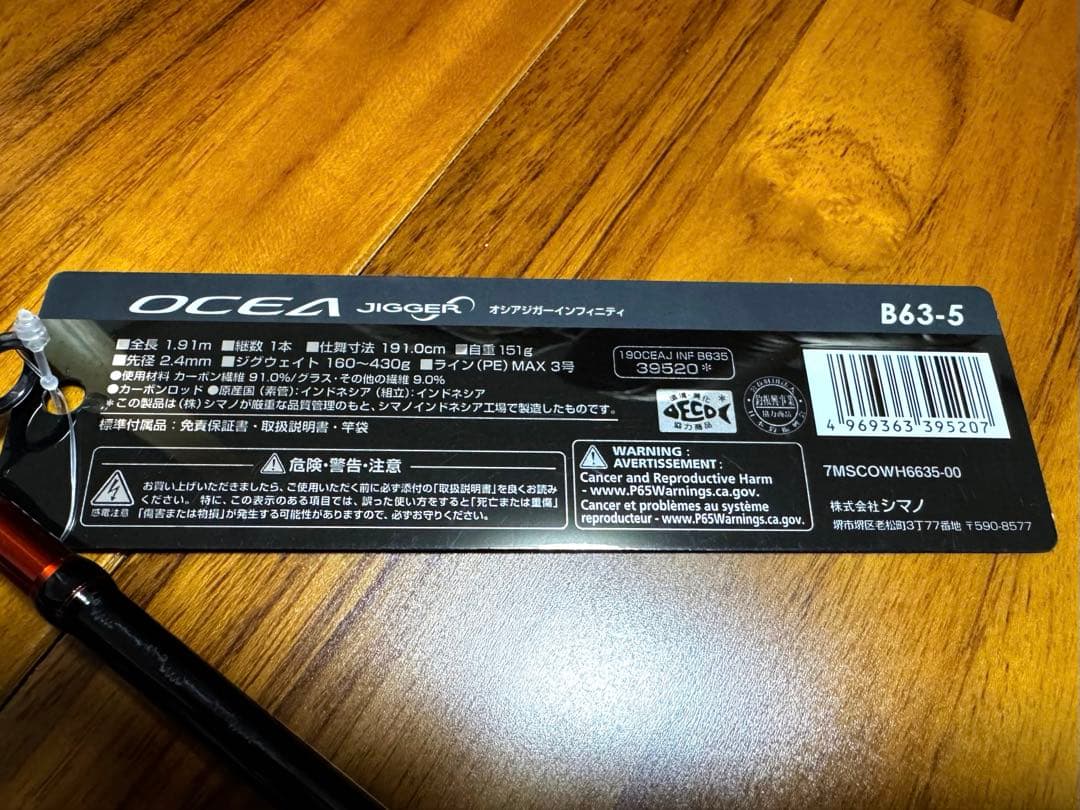 OCEA JIGGER オシアジガーインフィニティ
B63-5
■全長 1.91m ■継数 1本 ■仕舞寸法 191.0cm ■自重 151g
■先径 2.4mm ■ジグウェイト 160～430g ■ライン(PE) MAX 3号
●使用材料 カーボン繊維 91.0%/グラス・その他の繊維 9.0%
●カーボンロッド ●原産国 (素管):インドネシア (組立):インドネシア
＊この製品は(株)シマノが厳重な品質管理のもと、シマノインドネシア工場で製造したものです。
標準付属品：免責保証書・取扱説明書・竿袋
19OCEAJ INF B635
39520＊
ECO
協力商品
協力商品
4 969363 395207
7MSCOWH6635-00
株式会社 シマノ
堺市堺区老松町3丁77番地 〒590-8577
危険・警告・注意
感電注意
お買い上げいただきましたら、ご使用いただく前に必ず添付の「取扱説明書」を良くお読み
ください。特に、この表示のある項目では、誤った使い方をすると「死亡または重傷」
「傷害または物損」が発生する可能性がありますので、必ずお守りください。
WARNING :
AVERTISSEMENT :
Cancer and Reproductive Harm
- www.P65Warnings.ca.gov.
Cancer et problèmes au système
reproducteur - www.P65Warnings.ca.gov.